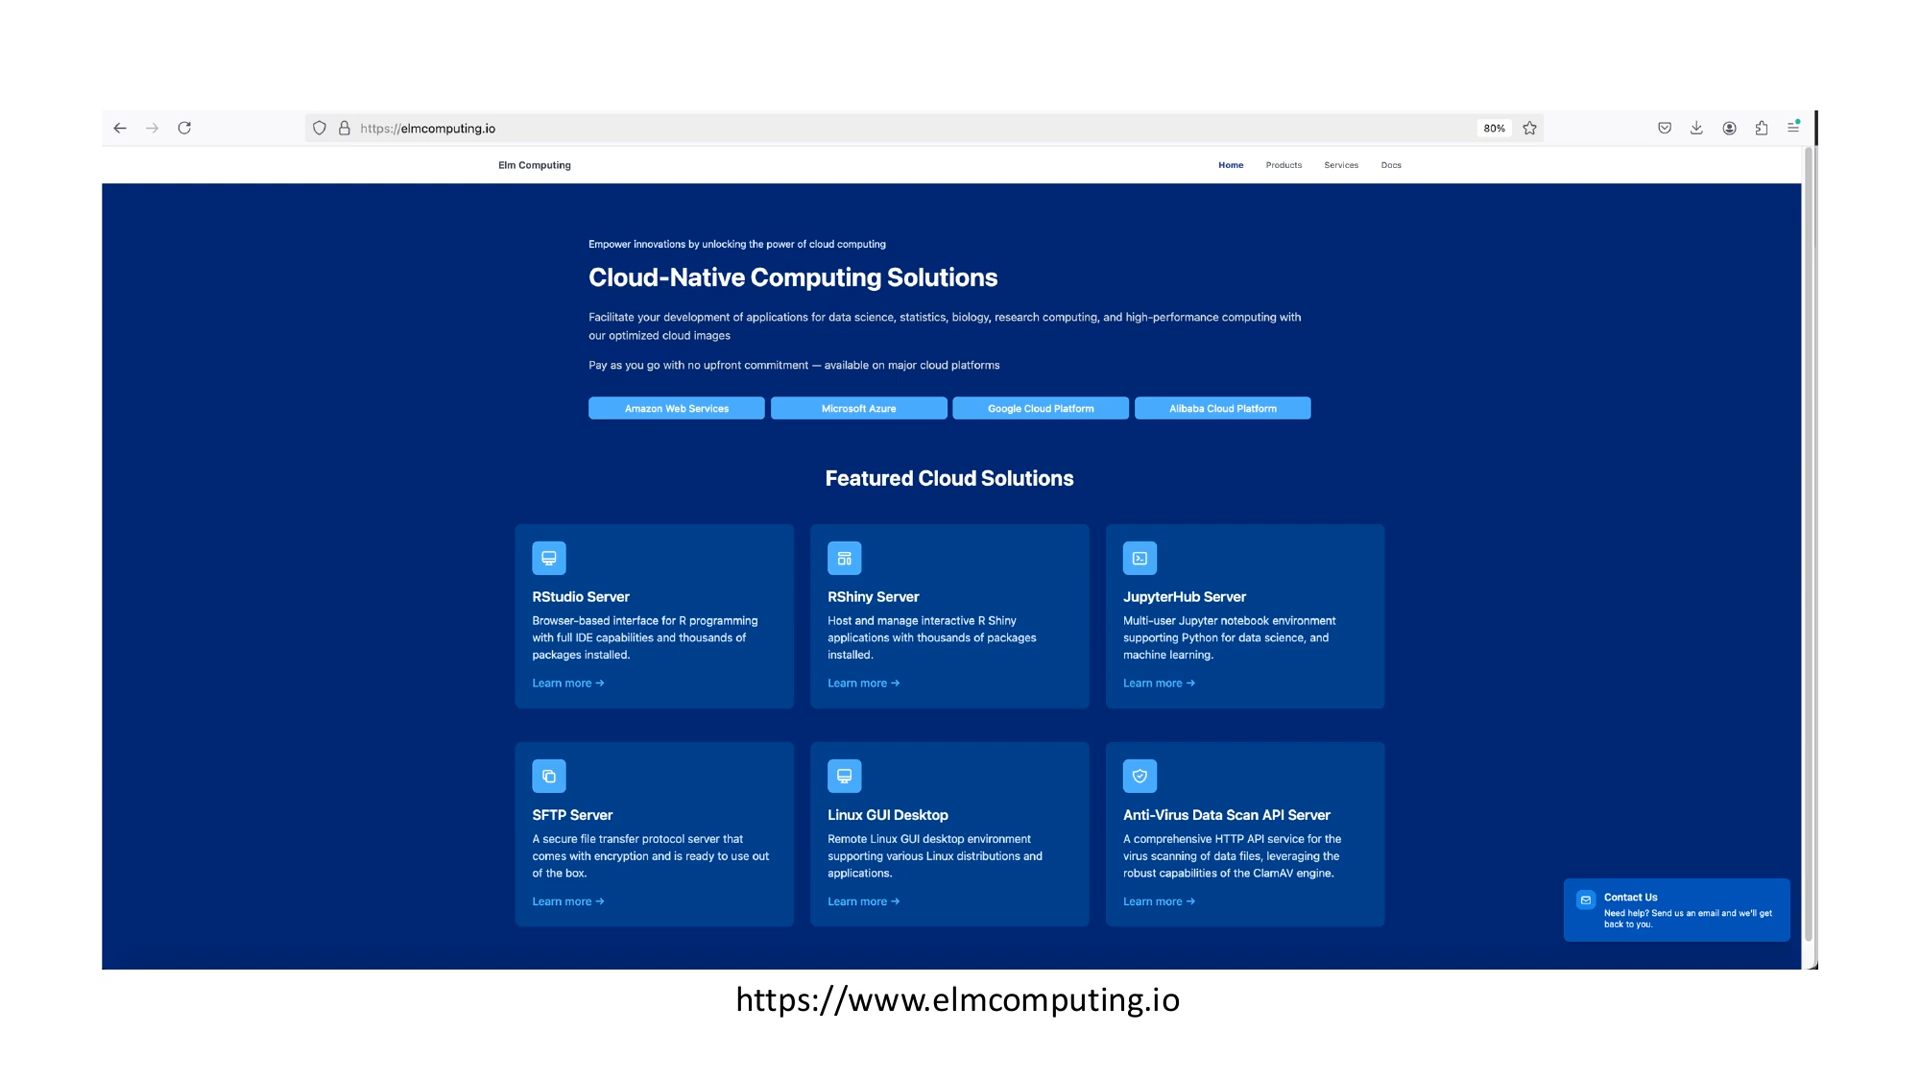 https://elmcomputing.io
80%
Elm Computing
Home Products Services Docs
Empower innovations by unlocking the power of cloud computing
Cloud-Native Computing Solutions
Facilitate your development of applications for data science, statistics, biology, research computing, and high-performance computing with
our optimized cloud images
Pay as you go with no upfront commitment — available on major cloud platforms
Amazon Web Services Microsoft Azure Google Cloud Platform Alibaba Cloud Platform
Featured Cloud Solutions
RStudio Server
Browser-based interface for R programming
with full IDE capabilities and thousands of
packages installed.
Learn more →
RShiny Server
Host and manage interactive R Shiny
applications with thousands of packages
installed.
Learn more →
JupyterHub Server
Multi-user Jupyter notebook environment
supporting Python for data science, and
machine learning.
Learn more →
SFTP Server
A secure file transfer protocol server that
comes with encryption and is ready to use out
of the box.
Learn more →
Linux GUI Desktop
Remote Linux GUI desktop environment
supporting various Linux distributions and
applications.
Learn more →
Anti-Virus Data Scan API Server
A comprehensive HTTP API service for the
virus scanning of data files, leveraging the
robust capabilities of the ClamAV engine.
Learn more →
Contact Us
Need help? Send us an email and we'll get
back to you.
https://www.elmcomputing.io